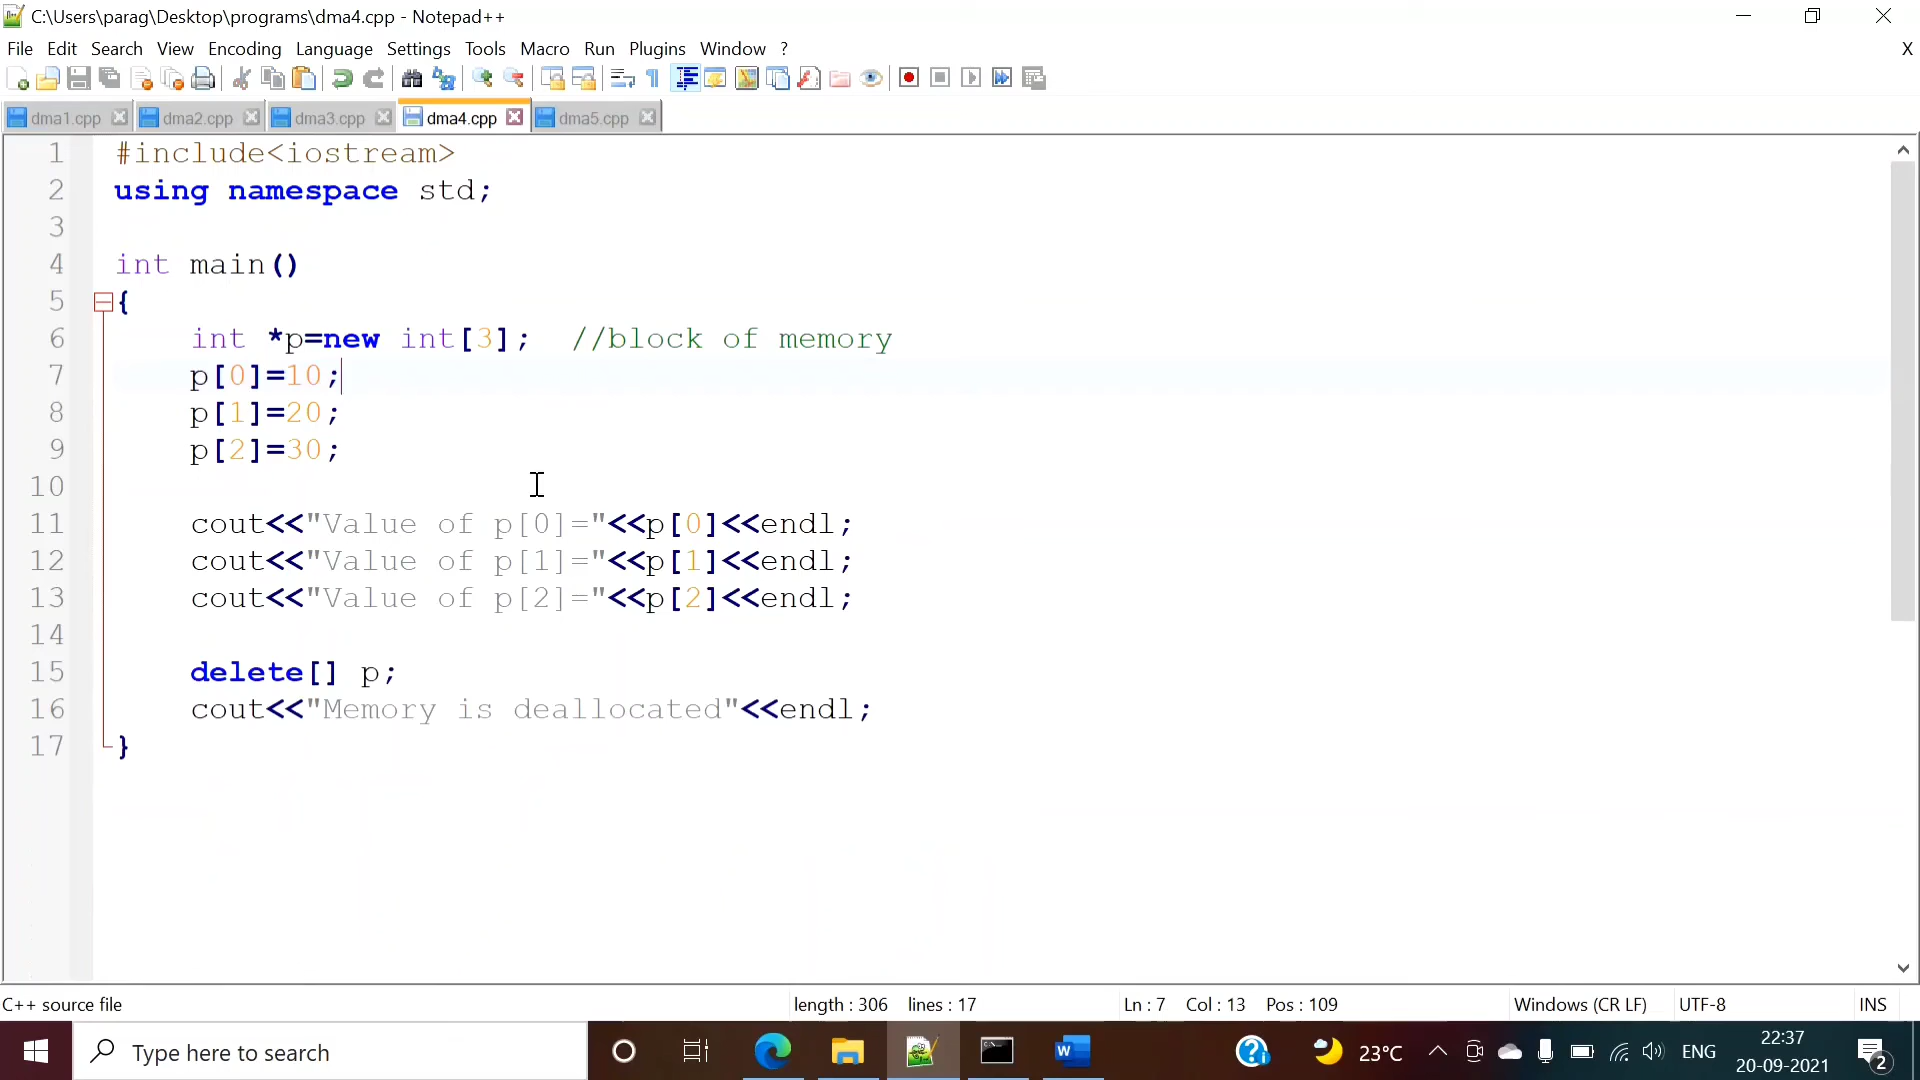 C:\Users\parag\Desktop\programs\dma4.cpp - Notepad++
File Edit Search View Encoding Language Settings Tools Macro Run Plugins Window ? X
dma1.cpp dma2.cpp dma3.cpp dma4.cpp dma5.cpp
1 #include<iostream>
2 using namespace std;
3
4 int main()
5 {
6 int *p=new int[3]; //block of memory
7 p[0]=10;
8 p[1]=20;
9 p[2]=30;
10
11 cout<<"Value of p[0]="<<p[0]<<endl;
12 cout<<"Value of p[1]="<<p[1]<<endl;
13 cout<<"Value of p[2]="<<p[2]<<endl;
14
15 delete[] p;
16 cout<<"Memory is deallocated"<<endl;
17 }
C++ source file length : 306 lines : 17 Ln : 7 Col : 13 Pos : 109 Windows (CR LF) UTF-8 INS
Type here to search 23°C ENG 22:37
20-09-2021 2